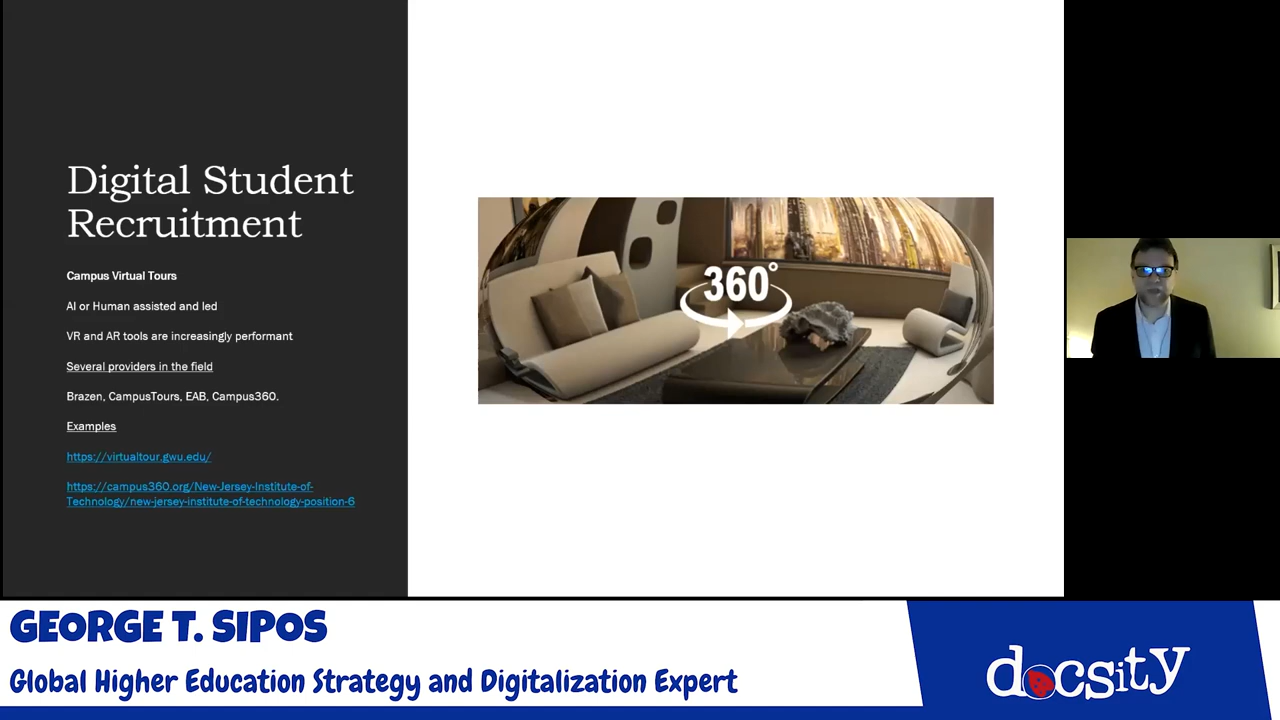 Digital Student
Recruitment
Campus Virtual Tours
AI or Human assisted and led
VR and AR tools are increasingly performant
Several providers in the field
Brazen, CampusTours, EAB, Campus360.
Examples
https://virtualtour.gwu.edu/
https://campus360.org/New-Jersey-Institute-of-
Technology/new-jersey-institute-of-technology-position-6
360°
GEORGE T. SIPOS
Global Higher Education Strategy and Digitalization Expert
docsity